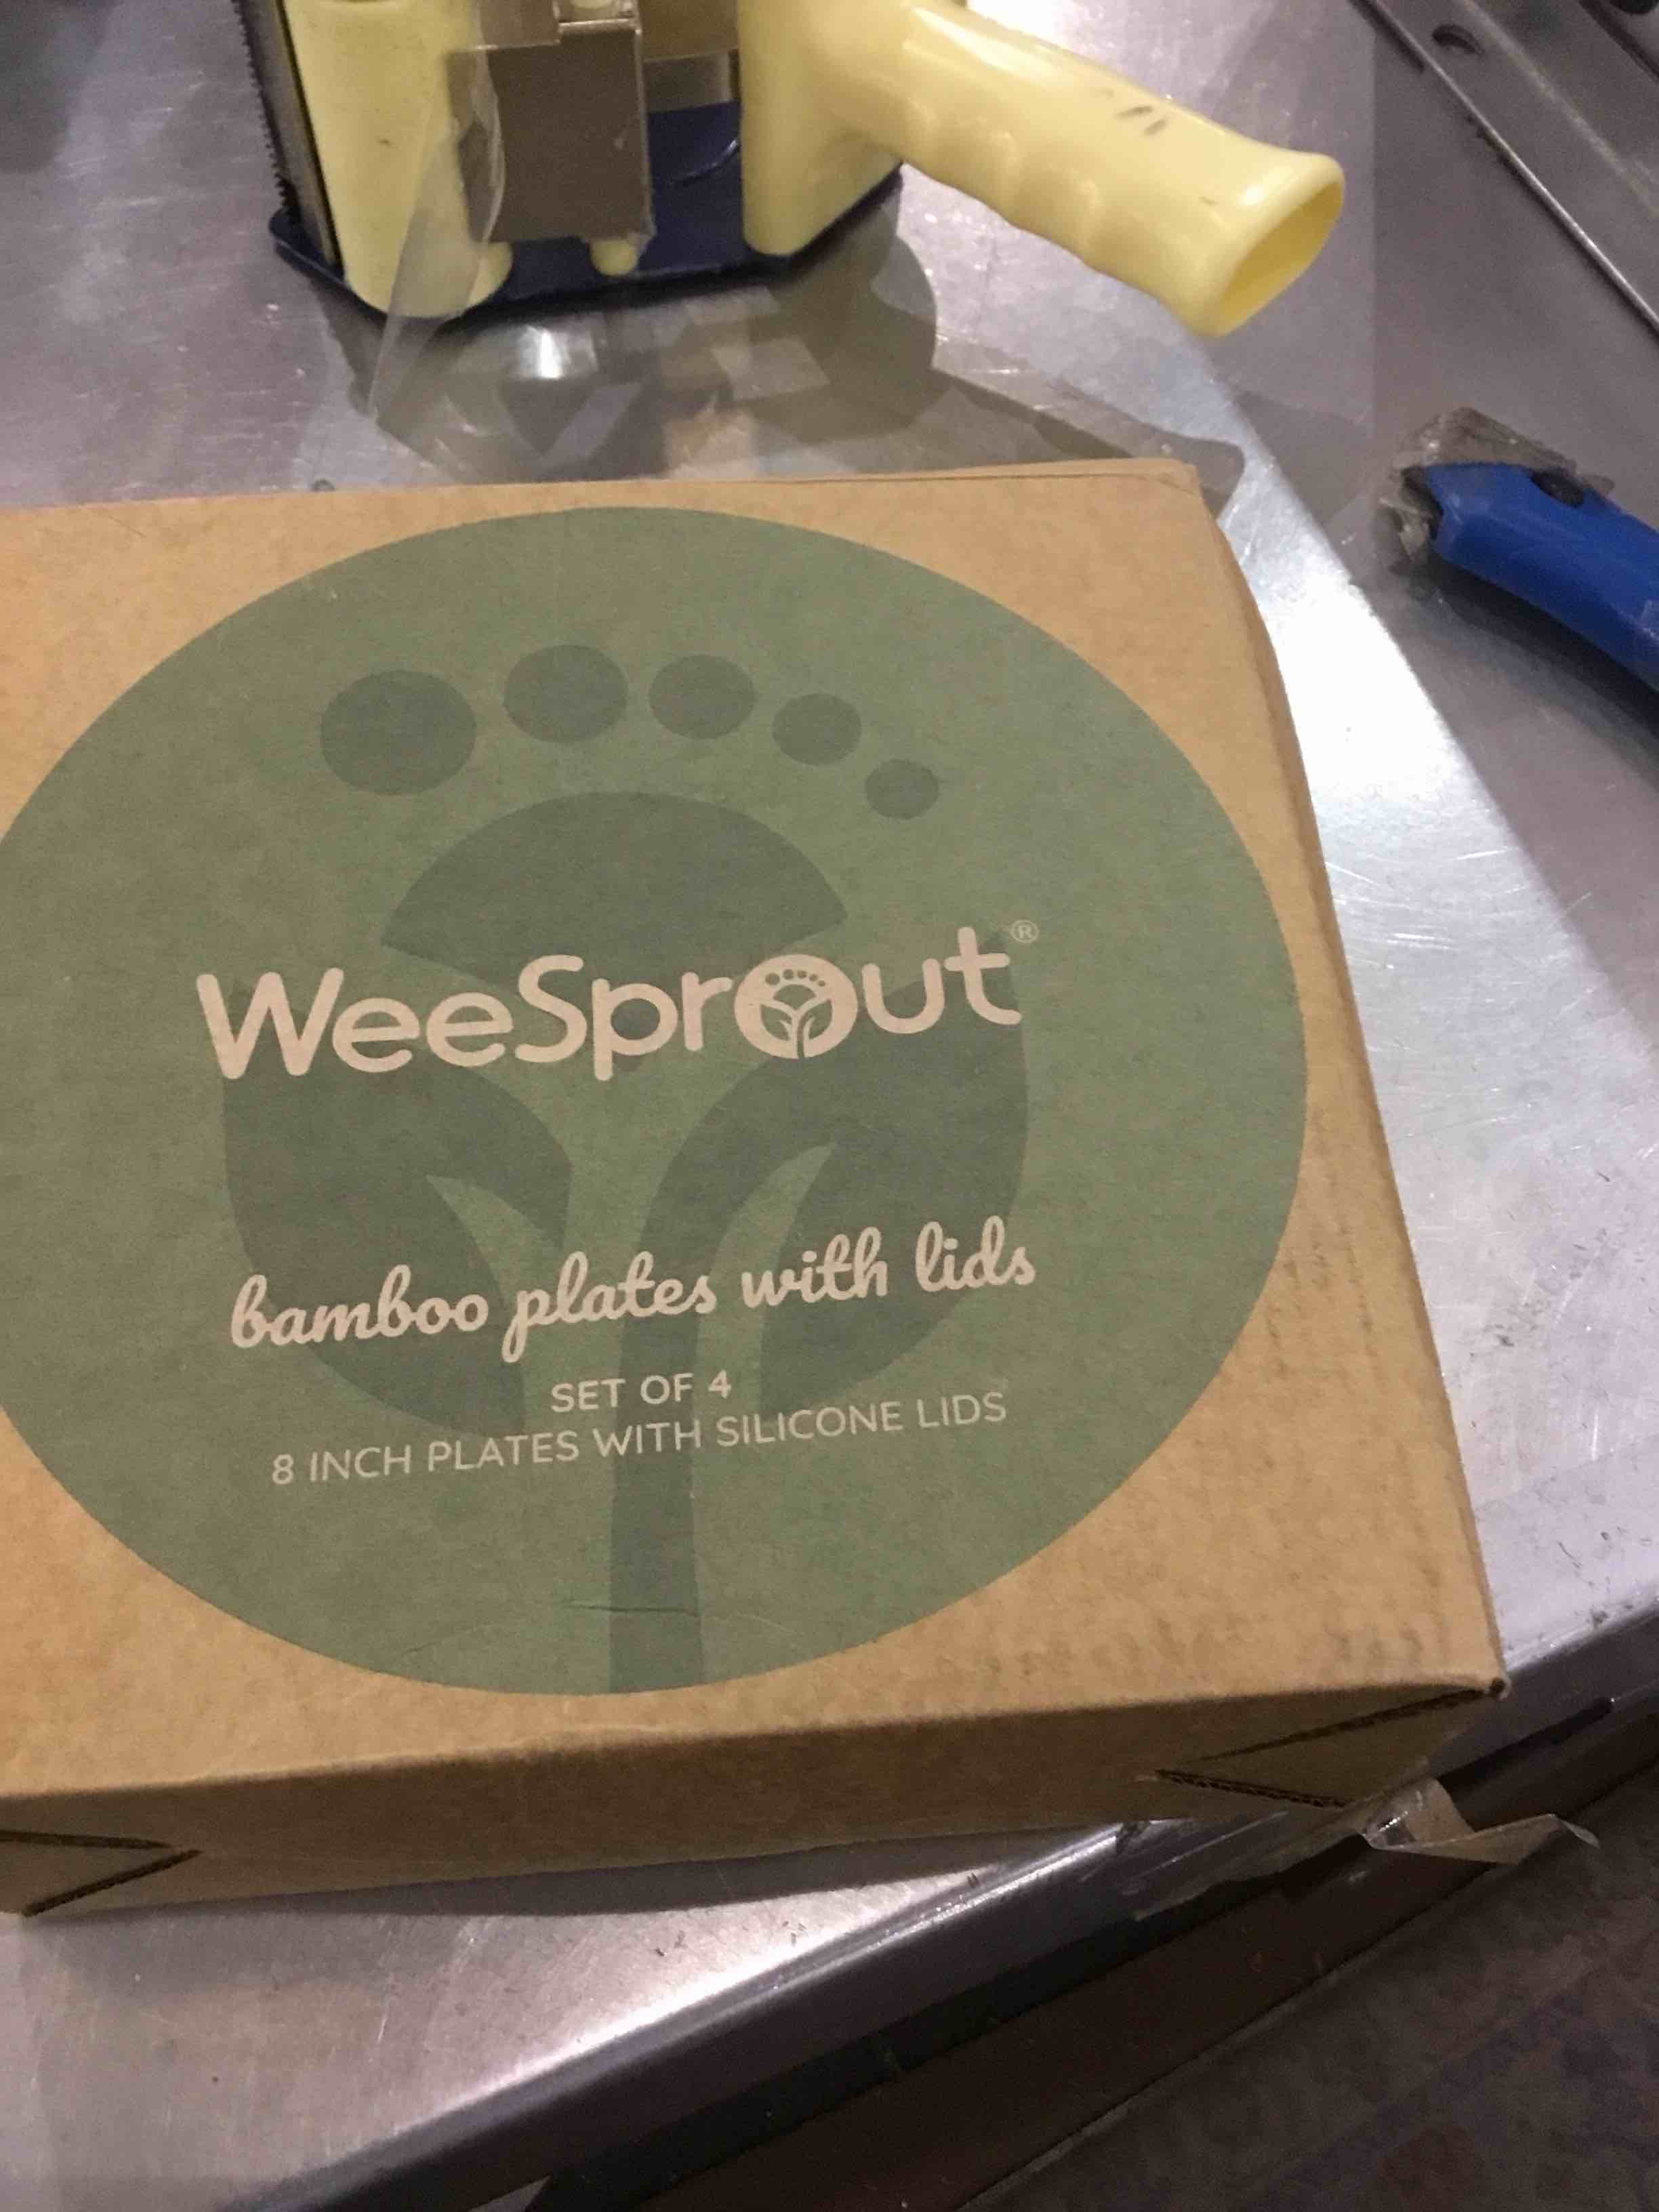 WeeSprout®
bamboo plates with lids
SET OF 4
8 INCH PLATES WITH SILICONE LIDS